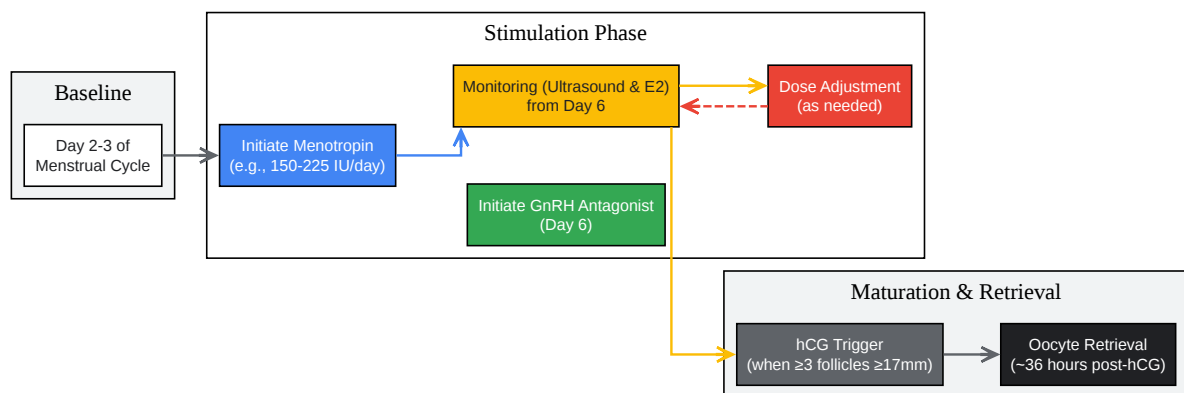 Stimulation Phase
Baseline
Day 2-3 of
Menstrual Cycle
Initiate Menotropin
(e.g., 150-225 IU/day)
Monitoring (Ultrasound & E2)
from Day 6
Dose Adjustment
(as needed)
Initiate GnRH Antagonist
(Day 6)
Maturation & Retrieval
hCG Trigger
(when ≥3 follicles ≥17mm)
Oocyte Retrieval
(~36 hours post-hCG)